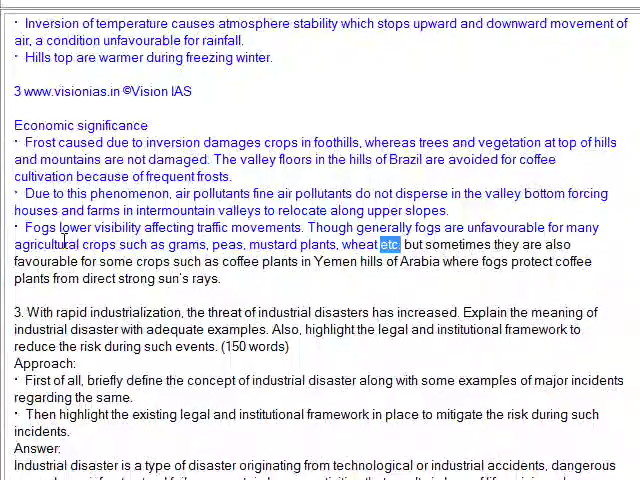 · Inversion of temperature causes atmosphere stability which stops upward and downward movement of
air, a condition unfavourable for rainfall.
· Hills top are warmer during freezing winter.
3 www.visionias.in ©Vision IAS
Economic significance
· Frost caused due to inversion damages crops in foothills, whereas trees and vegetation at top of hills
and mountains are not damaged. The valley floors in the hills of Brazil are avoided for coffee
cultivation because of frequent frosts.
· Due to this phenomenon, air pollutants fine air pollutants do not disperse in the valley bottom forcing
houses and farms in intermountain valleys to relocate along upper slopes.
· Fogs lower visibility affecting traffic movements. Though generally fogs are unfavourable for many
agricultural crops such as grams, peas, mustard plants, wheat etc. but sometimes they are also
favourable for some crops such as coffee plants in Yemen hills of Arabia where fogs protect coffee
plants from direct strong sun's rays.
3. With rapid industrialization, the threat of industrial disasters has increased. Explain the meaning of
industrial disaster with adequate examples. Also, highlight the legal and institutional framework to
reduce the risk during such events. (150 words)
Approach:
· First of all, briefly define the concept of industrial disaster along with some examples of major incidents
regarding the same.
· Then highlight the existing legal and institutional framework in place to mitigate the risk during such
incidents.
Answer:
Industrial disaster is a type of disaster originating from technological or industrial accidents, dangerous